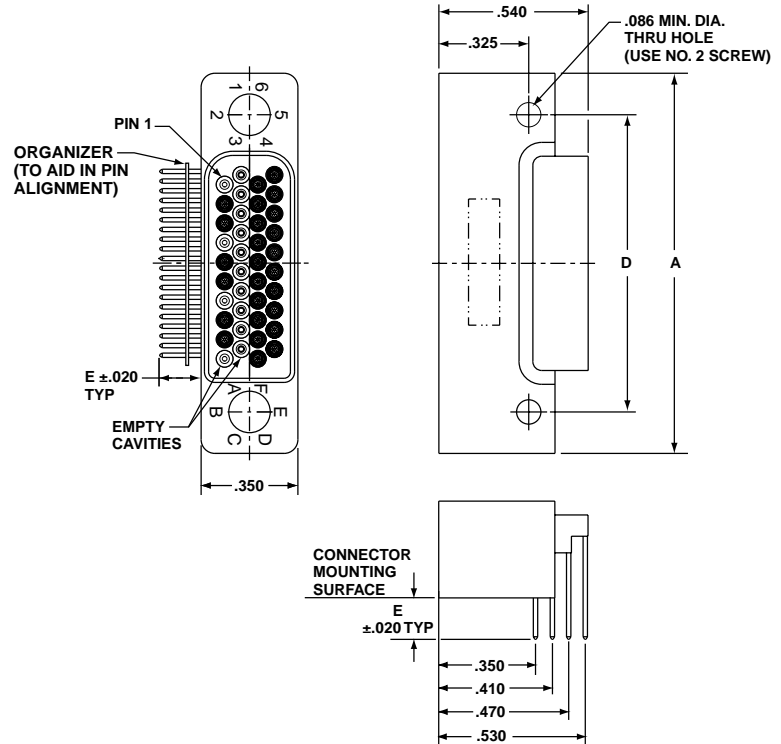 .540
.325
.086 MIN. DIA.
THRU HOLE
(USE NO. 2 SCREW)
1
6
2
5
3
4
PIN 1
ORGANIZER
(TO AID IN PIN
ALIGNMENT)
D
A
E ±.020
TYP
A
F
B
E
C
D
EMPTY
CAVITIES
.350
CONNECTOR
MOUNTING
SURFACE
E
±.020 TYP
.350
.410
.470
.530